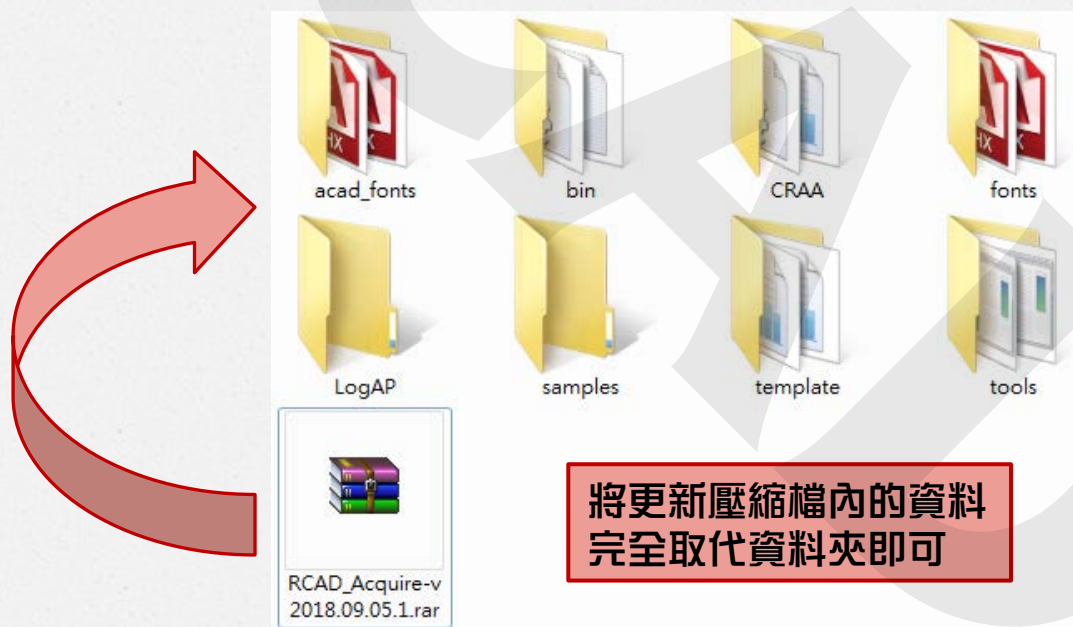 acad_fonts
bin
CRAA
fonts
LogAP
samples
template
tools
RCAD_Acquire-v
2018.09.05.1.rar
將更新壓縮檔內的資料
完全取代資料夾即可